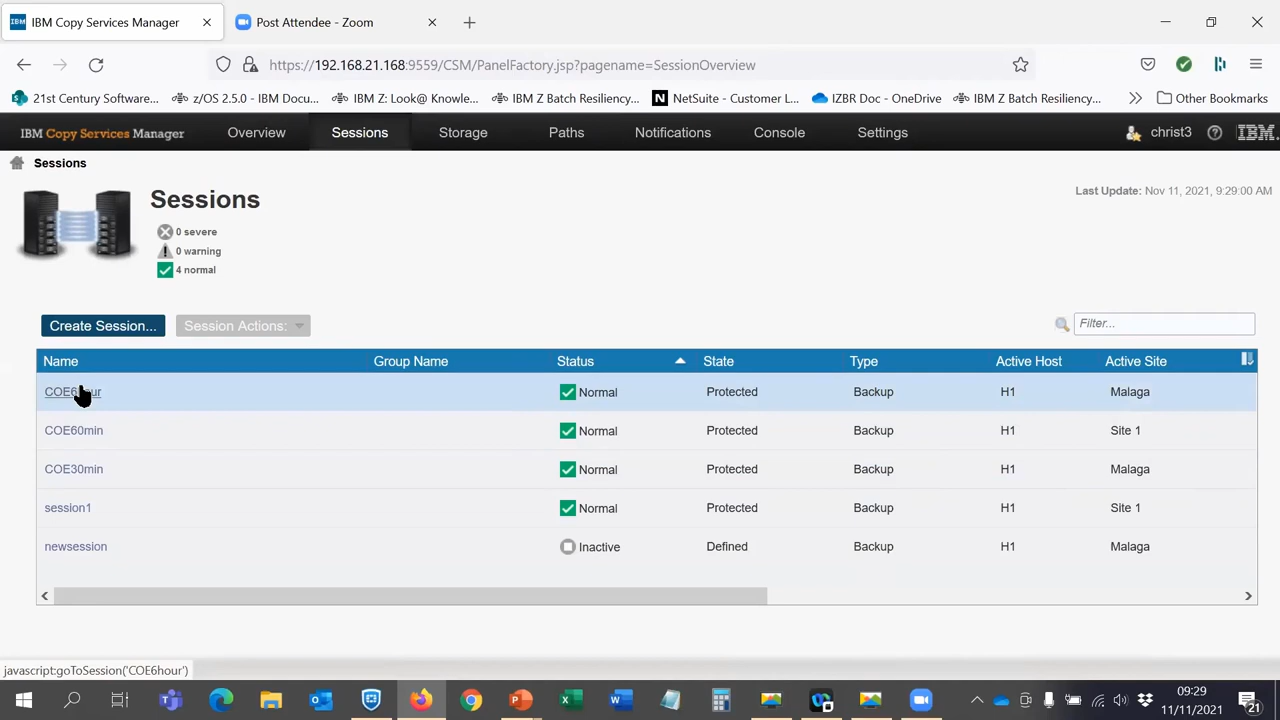 IBM Copy Services Manager
Post Attendee - Zoom
https://192.168.21.168:9559/CSM/PanelFactory.jsp?pagename=SessionOverview
21st Century Software... z/OS 2.5.0 - IBM Docu... IBM Z: Look@ Knowle... IBM Z Batch Resiliency... NetSuite - Customer L... IZBR Doc - OneDrive IBM Z Batch Resiliency... Other Bookmarks
IBM Copy Services Manager Overview Sessions Storage Paths Notifications Console Settings christ3 IBM.
Sessions
Last Update: Nov 11, 2021, 9:29:00 AM
Sessions
0 severe
0 warning
4 normal
Create Session... Session Actions: Filter...
Name Group Name Status State Type Active Host Active Site
COE6hour Normal Protected Backup H1 Malaga
COE60min Normal Protected Backup H1 Site 1
COE30min Normal Protected Backup H1 Malaga
session1 Normal Protected Backup H1 Site 1
newsession Inactive Defined Backup H1 Malaga
javascript:goToSession('COE6hour')
09:29
11/11/2021
21